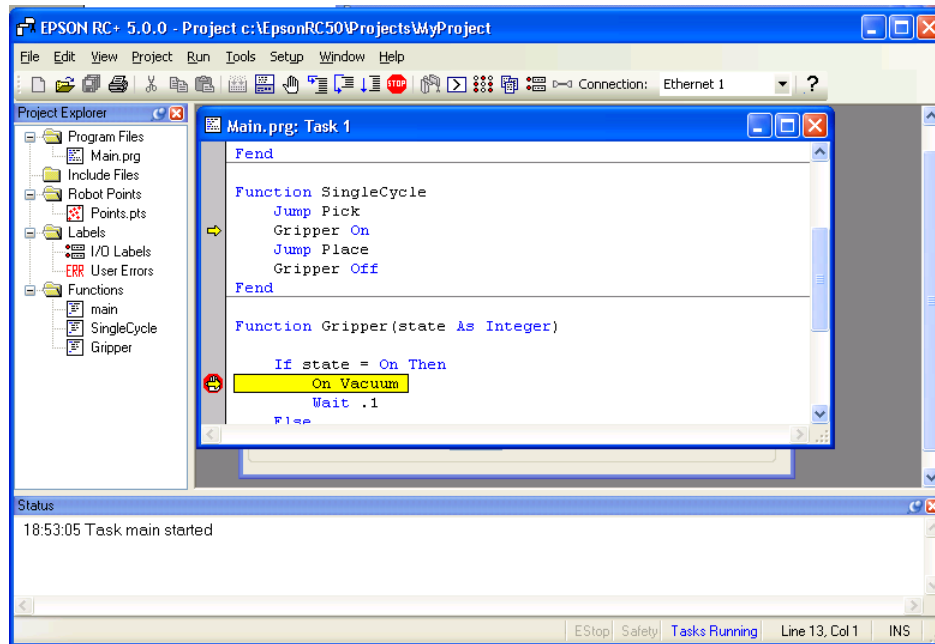 EPSON RC+ 5.0.0 - Project c:\EpsonRC50\Projects\MyProject
File Edit View Project Run Tools Setup Window Help
STOP Connection: Ethernet 1 ?
Project Explorer
Program Files
Main.prg
Include Files
Robot Points
Points.pts
Labels
I/O Labels
ERR User Errors
Functions
main
SingleCycle
Gripper
Main.prg: Task 1
Fend
Function SingleCycle
Jump Pick
Gripper On
Jump Place
Gripper Off
Fend
Function Gripper(state As Integer)
If state = On Then
On Vacuum
Wait .1
Else
Status
18:53:05 Task main started
EStop Safety Tasks Running Line 13, Col 1 INS